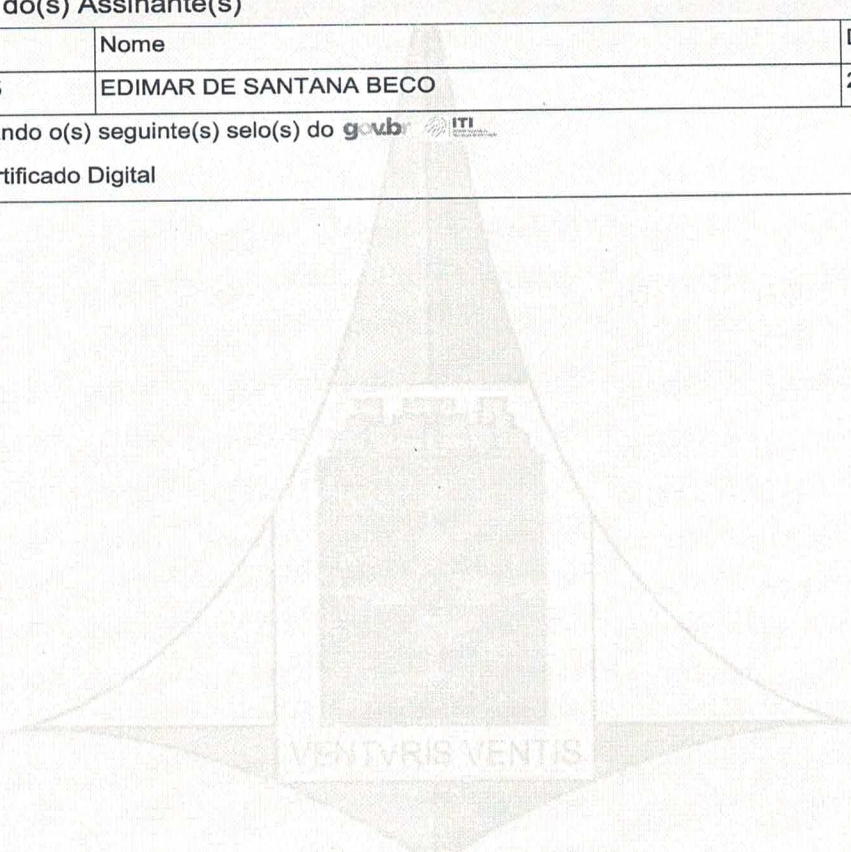 do(s) Assinante(s)
Nome
EDIMAR DE SANTANA BECO
ndo o(s) seguinte(s) selo(s) do gov.br ITI
rtificado Digital
VENTVRIS VENTIS